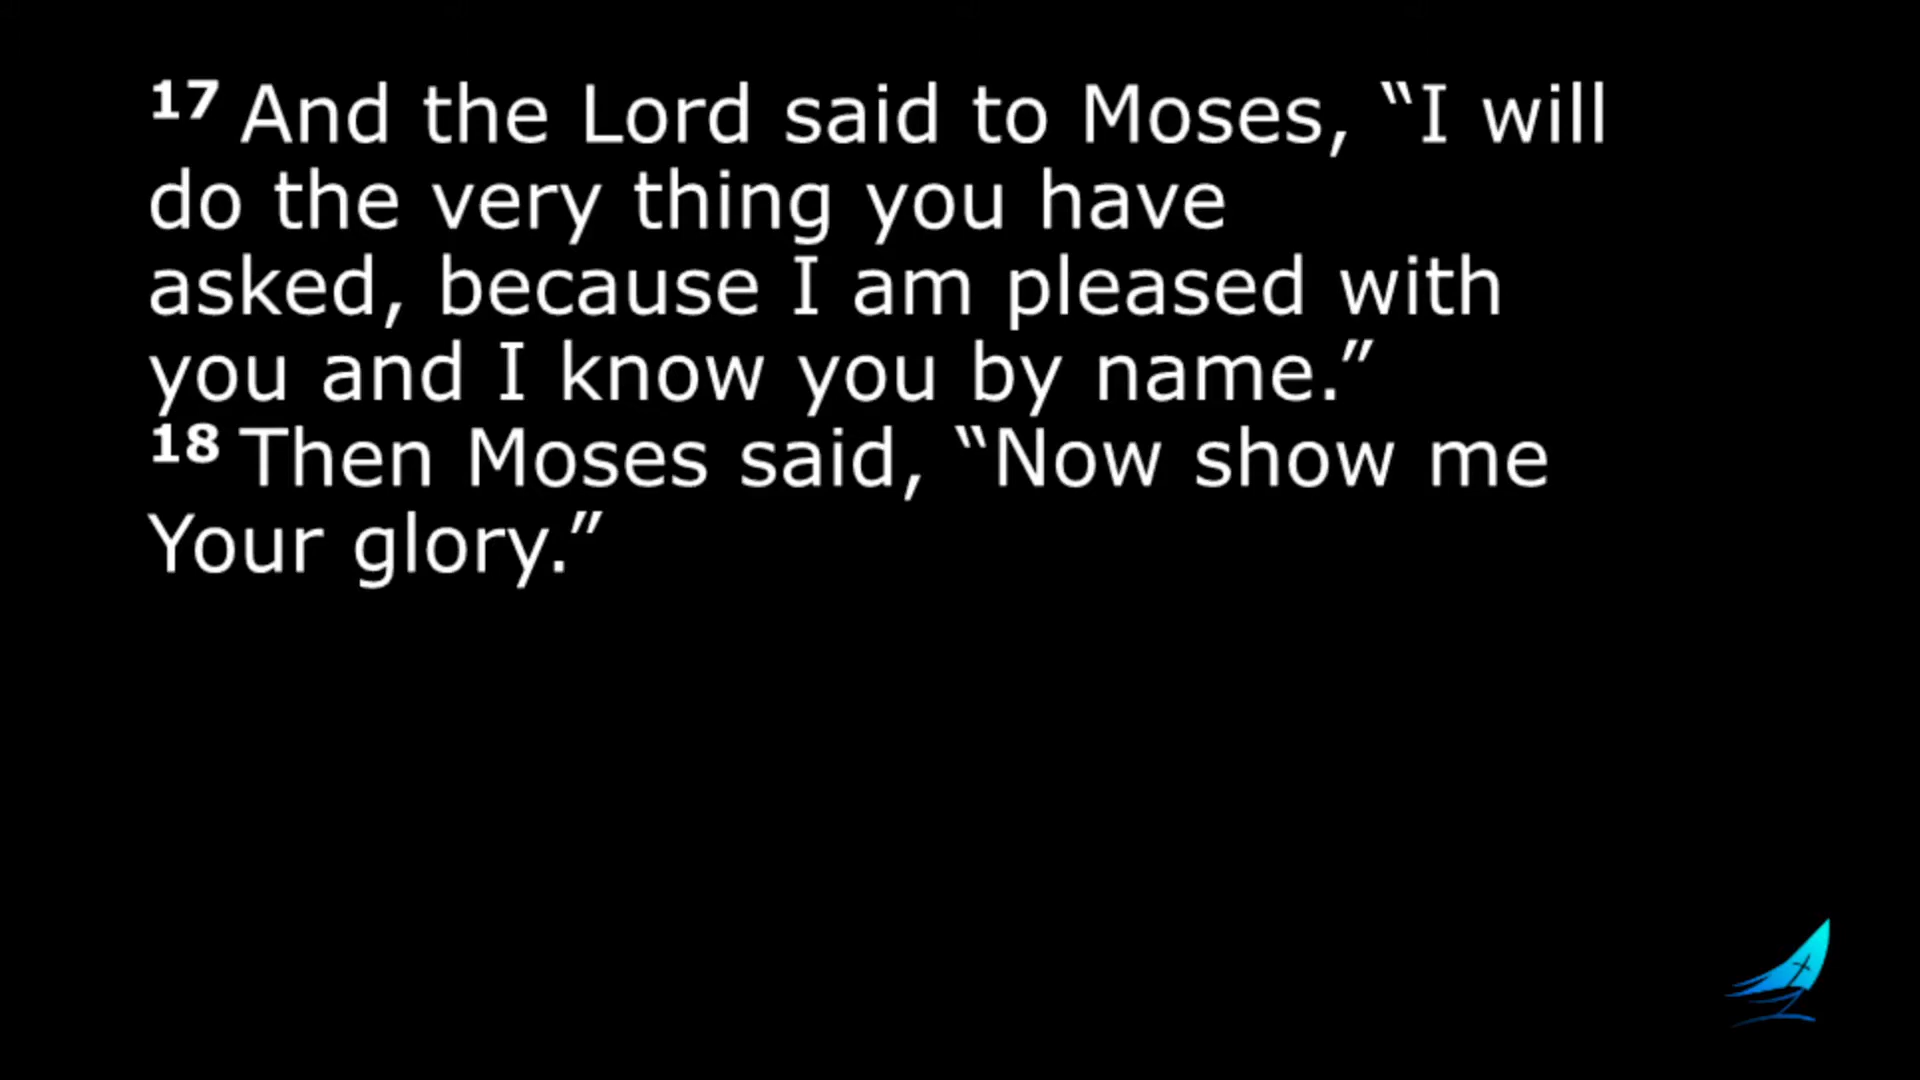 17 And the Lord said to Moses, “I will
do the very thing you have
asked, because I am pleased with
you and I know you by name.”
18 Then Moses said, “Now show me
Your glory.”